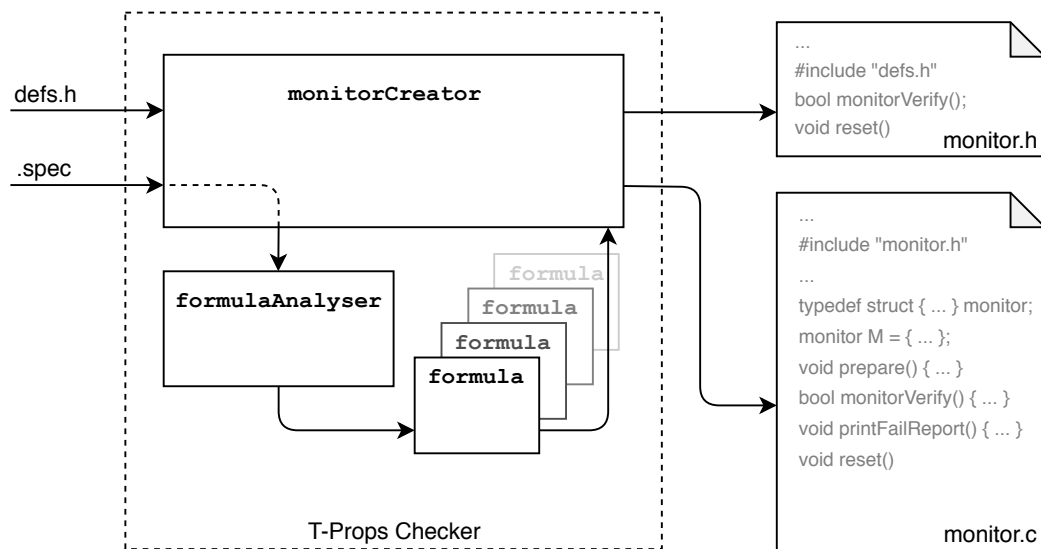 defs.h
.spec
monitorCreator
formulaAnalyser
formula
formula
formula
formula
T-Props Checker
...
#include "defs.h"
bool monitorVerify();
void reset()
monitor.h
...
#include "monitor.h"
...
typedef struct { ... } monitor;
monitor M = { ... };
void prepare() { ... }
bool monitorVerify() { ... }
void printFailReport() { ... }
void reset()
monitor.c